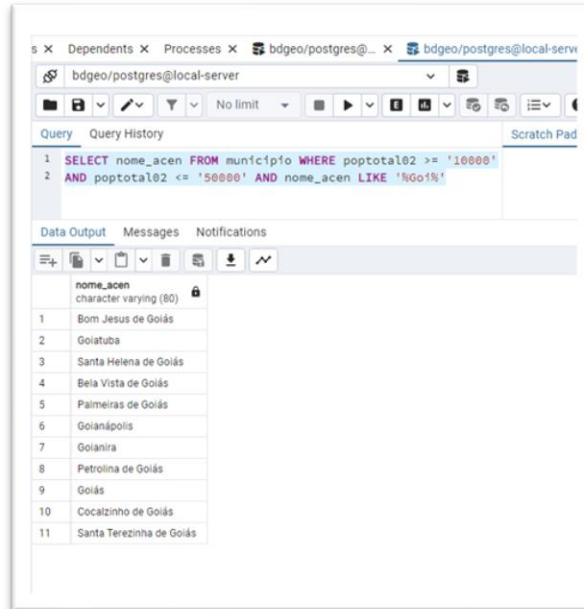 s Dependents Processes bdgeo/postgres@... bdgeo/postgres@local-serve
bdgeo/postgres@local-server
No limit
Query Query History Scratch Pad
1 SELECT nome_acen FROM municipio WHERE poptotal02 >= '10000'
2 AND poptotal02 <= '50000' AND nome_acen LIKE '%Goi%'
Data Output Messages Notifications
nome_acen
character varying (80)
1 Bom Jesus de Goiás
2 Goiatuba
3 Santa Helena de Goiás
4 Bela Vista de Goiás
5 Palmeiras de Goiás
6 Goianápolis
7 Goianira
8 Petrolina de Goiás
9 Goiás
10 Cocalzinho de Goiás
11 Santa Terezinha de Goiás